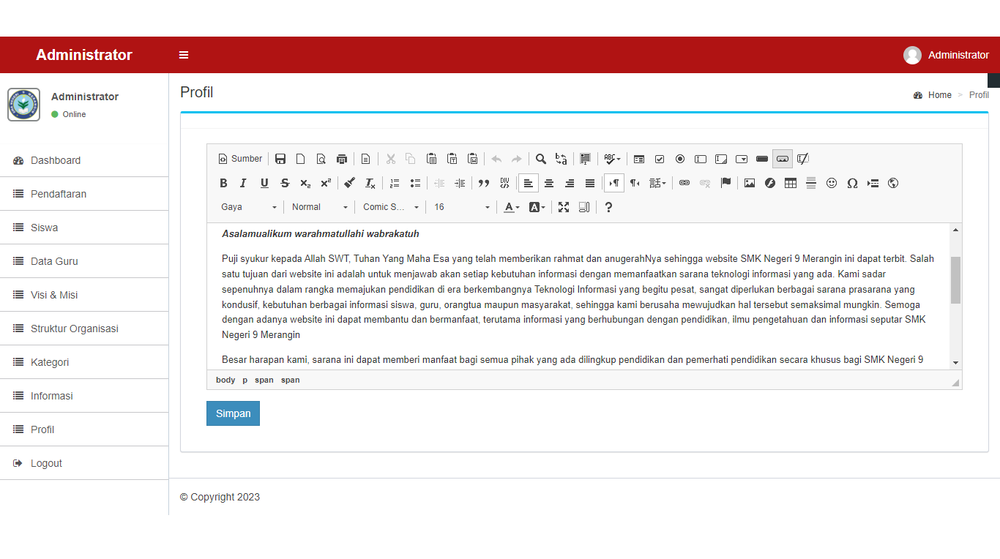 Administrator
Administrator
Administrator
Online
Profil
Home > Profil
Dashboard
Pendaftaran
Siswa
Data Guru
Visi & Misi
Struktur Organisasi
Kategori
Informasi
Profil
Logout
Sumber
Gaya Normal Comic S... 16
Asalamualikum warahmatullahi wabrakatuh
Puji syukur kepada Allah SWT, Tuhan Yang Maha Esa yang telah memberikan rahmat dan anugerahNya sehingga website SMK Negeri 9 Merangin ini dapat terbit. Salah
satu tujuan dari website ini adalah untuk menjawab akan setiap kebutuhan informasi dengan memanfaatkan sarana teknologi informasi yang ada. Kami sadar
sepenuhnya dalam rangka memajukan pendidikan di era berkembangnya Teknologi Informasi yang begitu pesat, sangat diperlukan berbagai sarana prasarana yang
kondusif, kebutuhan berbagai informasi siswa, guru, orangtua maupun masyarakat, sehingga kami berusaha mewujudkan hal tersebut semaksimal mungkin. Semoga
dengan adanya website ini dapat membantu dan bermanfaat, terutama informasi yang berhubungan dengan pendidikan, ilmu pengetahuan dan informasi seputar SMK
Negeri 9 Merangin
Besar harapan kami, sarana ini dapat memberi manfaat bagi semua pihak yang ada dilingkup pendidikan dan pemerhati pendidikan secara khusus bagi SMK Negeri 9
body p span span
Simpan
© Copyright 2023